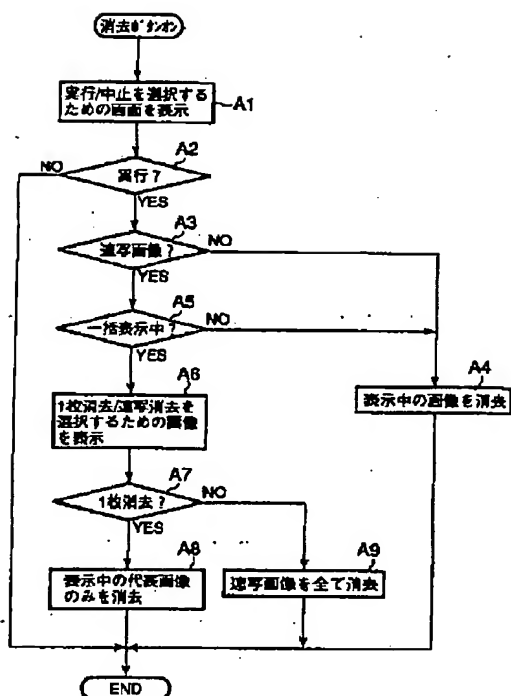 消去ボタンオン
実行/中止を選択する
ための画面を表示
A1
A2
NO
実行?
YES
A3
NO
連写画像?
YES
A5
NO
一括表示中?
YES
A4
表示中の画像を消去
A6
1枚消去/連写消去を
選択するための画像
を表示
A7
NO
1枚消去?
YES
A8
表示中の代表画像
のみを消去
A9
連写画像を全て消去
END